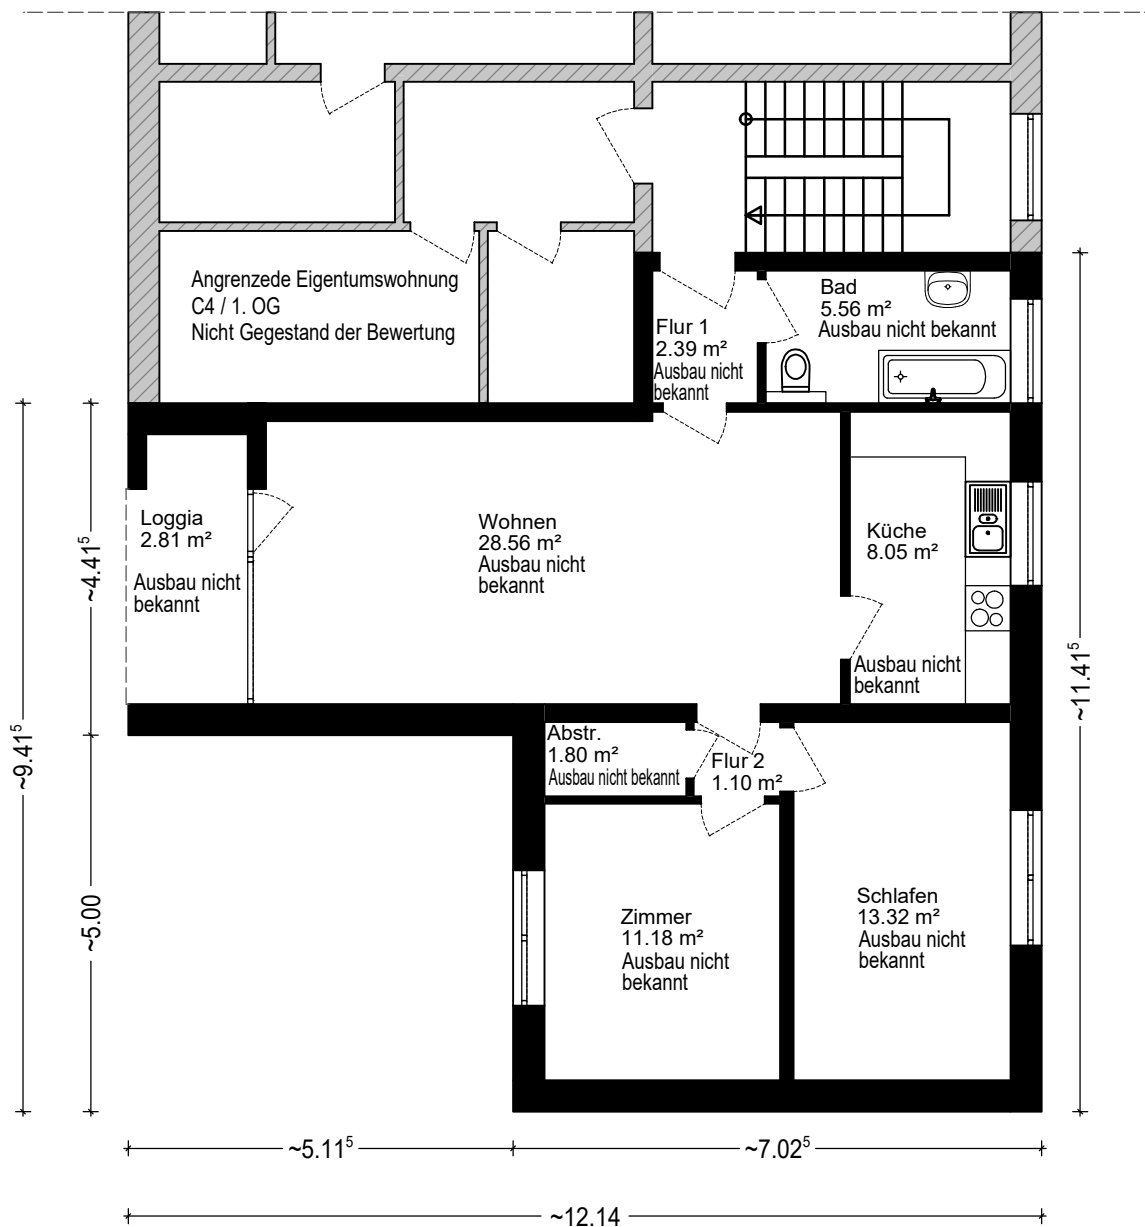 Angrenzede Eigentumswohnung
C4 / 1. OG
Nicht Gegestand der Bewertung
Bad
5.56 m²
Ausbau nicht bekannt
Flur 1
2.39 m²
Ausbau nicht
bekannt
Loggia
2.81 m²
Ausbau nicht
bekannt
Wohnen
28.56 m²
Ausbau nicht
bekannt
Küche
8.05 m²
Ausbau nicht
bekannt
Abstr.
1.80 m²
Ausbau nicht bekannt
Flur 2
1.10 m²
Zimmer
11.18 m²
Ausbau nicht
bekannt
Schlafen
13.32 m²
Ausbau nicht
bekannt
~9.41⁵
~4.41⁵
~5.00
~11.41⁵
~5.11⁵
~7.02⁵
~12.14